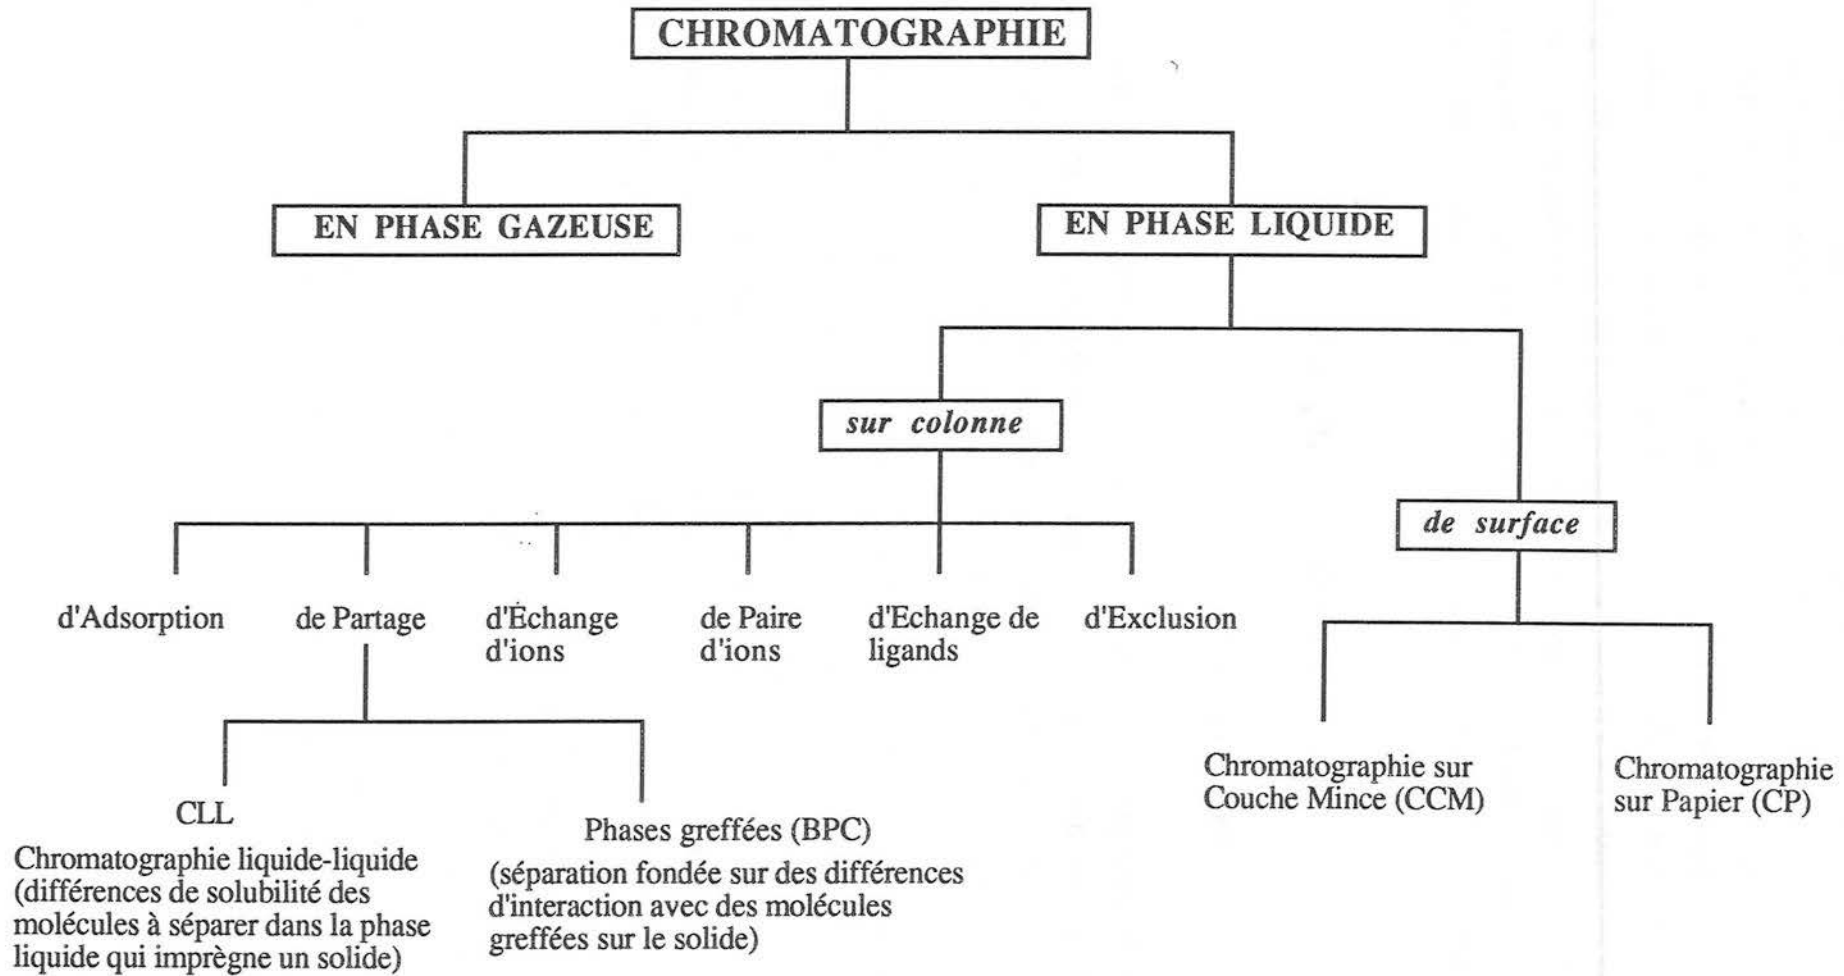 CHROMATOGRAPHIE
EN PHASE GAZEUSE
EN PHASE LIQUIDE
sur colonne
de surface
d'Adsorption
de Partage
d'Échange
d'ions
de Paire
d'ions
d'Echange de
ligands
d'Exclusion
CLL
Chromatographie liquide-liquide
(différences de solubilité des
molécules à séparer dans la phase
liquide qui imprègne un solide)
Phases greffées (BPC)
(séparation fondée sur des différences
d'interaction avec des molécules
greffées sur le solide)
Chromatographie sur
Couche Mince (CCM)
Chromatographie
sur Papier (CP)